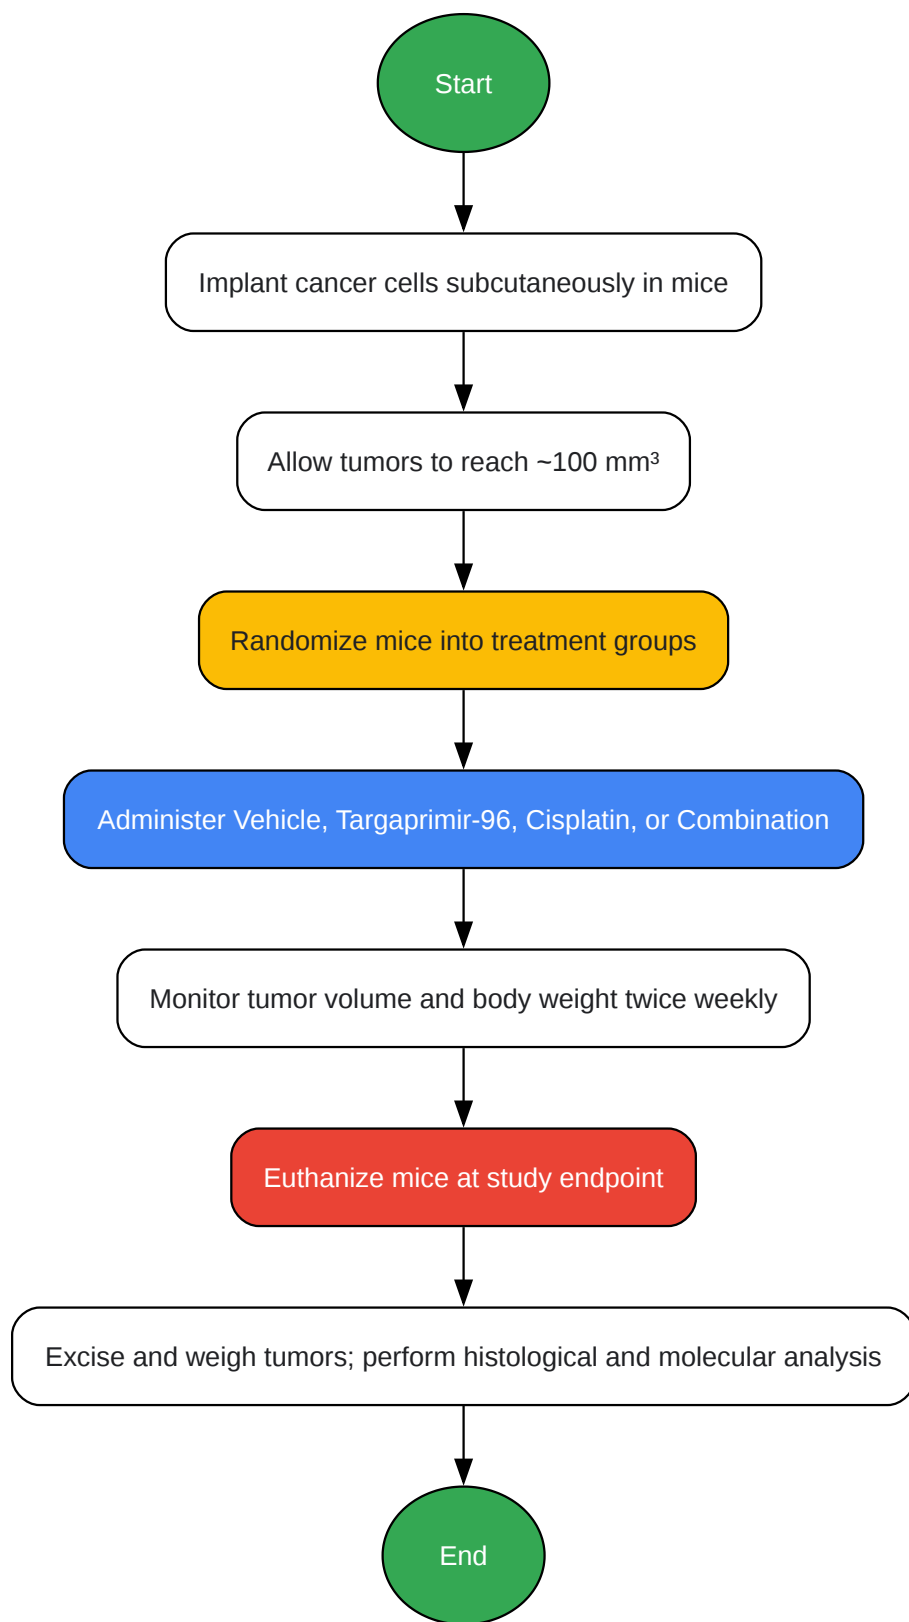 Start
Implant cancer cells subcutaneously in mice
Allow tumors to reach ~100 mm³
Randomize mice into treatment groups
Administer Vehicle, Targaprimir-96, Cisplatin, or Combination
Monitor tumor volume and body weight twice weekly
Euthanize mice at study endpoint
Excise and weigh tumors; perform histological and molecular analysis
End